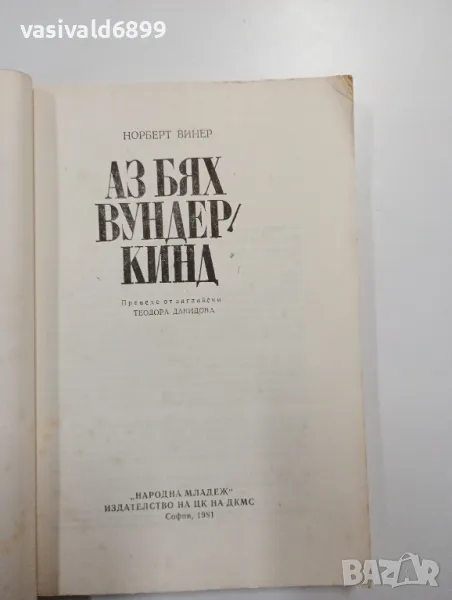 vasivald6899
НОРБЕРТ ВИНЕР
АЗ БЯХ
ВУНДЕР/
КИНД
Превела от английски
ТЕОДОРА ДАВИДОВА
„НАРОДНА МЛАДЕЖ“
ИЗДАТЕЛСТВО НА ЦК НА ДКМС
София, 1981
BAZAR